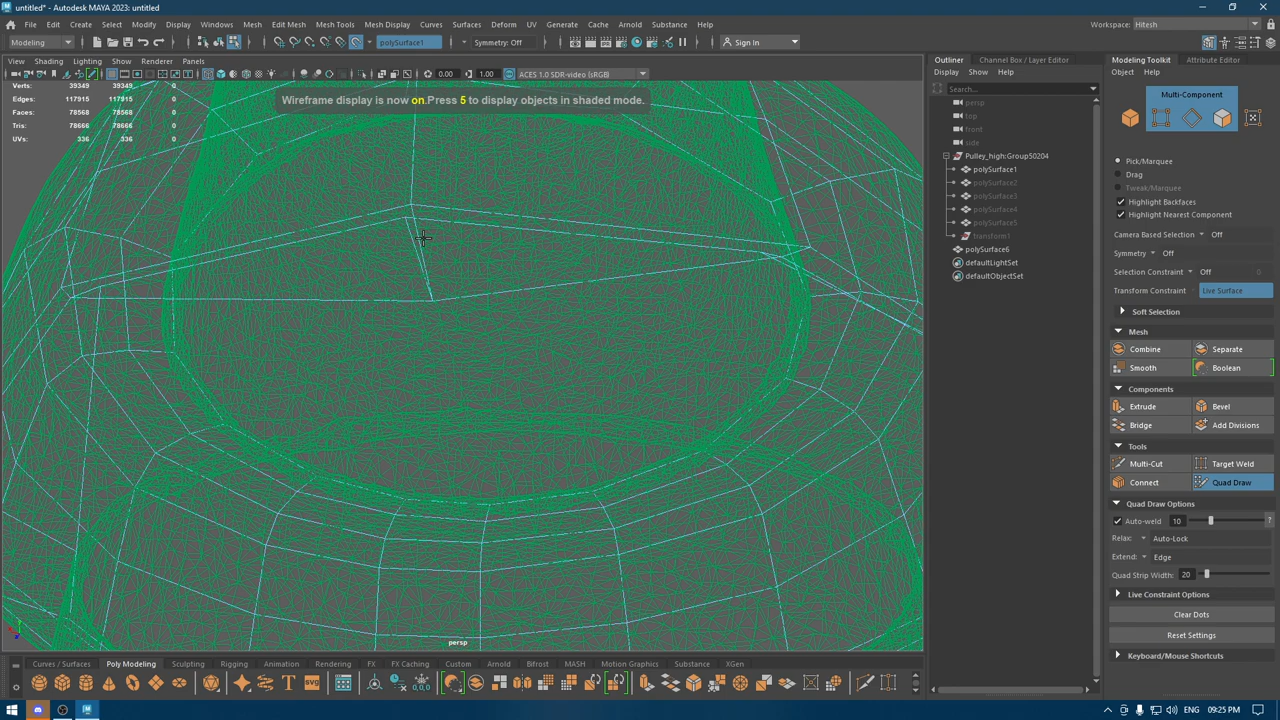 untitled* - Autodesk MAYA 2023: untitled
File Edit Create Select Modify Display Windows Mesh Edit Mesh Mesh Tools Mesh Display Curves Surfaces Deform UV Generate Cache Arnold Substance Help
Workspace: Hitesh
Modeling polySurface1 Symmetry: Off Sign In
View Shading Lighting Show Renderer Panels
0.00 1.00 ACES 1.0 SDR-video (sRGB)
Verts: 39349 39349 0
Edges: 117915 117915 0
Faces: 78568 78568 0
Tris: 78666 78666 0
UVs: 336 336 0
Wireframe display is now on.Press 5 to display objects in shaded mode.
persp
Outliner Channel Box / Layer Editor
Display Show Help
Search...
persp
top
front
side
Pulley_high:Group50204
polySurface1
polySurface2
polySurface3
polySurface4
polySurface5
transform1
polySurface6
defaultLightSet
defaultObjectSet
Modeling Toolkit Attribute Editor
Object Help
Multi-Component
Pick/Marquee
Drag
Tweak/Marquee
Highlight Backfaces
Highlight Nearest Component
Camera Based Selection Off
Symmetry Off
Selection Constraint Off
Transform Constraint Live Surface
Soft Selection
Mesh
Combine Separate
Smooth Boolean
Components
Extrude Bevel
Bridge Add Divisions
Tools
Multi-Cut Target Weld
Connect Quad Draw
Quad Draw Options
Auto-weld 10 ?
Relax: Auto-Lock
Extend: Edge
Quad Strip Width: 20
Live Constraint Options
Clear Dots
Reset Settings
Keyboard/Mouse Shortcuts
Curves / Surfaces Poly Modeling Sculpting Rigging Animation Rendering FX FX Caching Custom Arnold Bifrost MASH Motion Graphics Substance XGen
SVG 0,0,0
ENG 09:25 PM